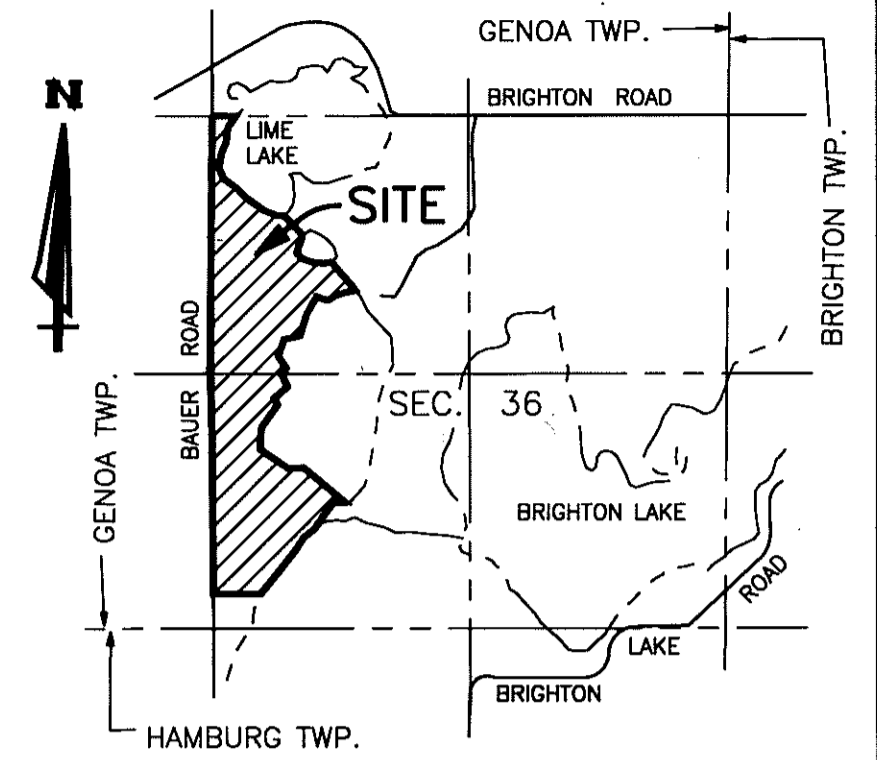 GENOA TWP.
N
BRIGHTON ROAD
LIME
LAKE
BRIGHTON TWP.
SITE
BAUER ROAD
GENOA TWP.
SEC. 36
BRIGHTON LAKE
ROAD
LAKE
BRIGHTON
HAMBURG TWP.